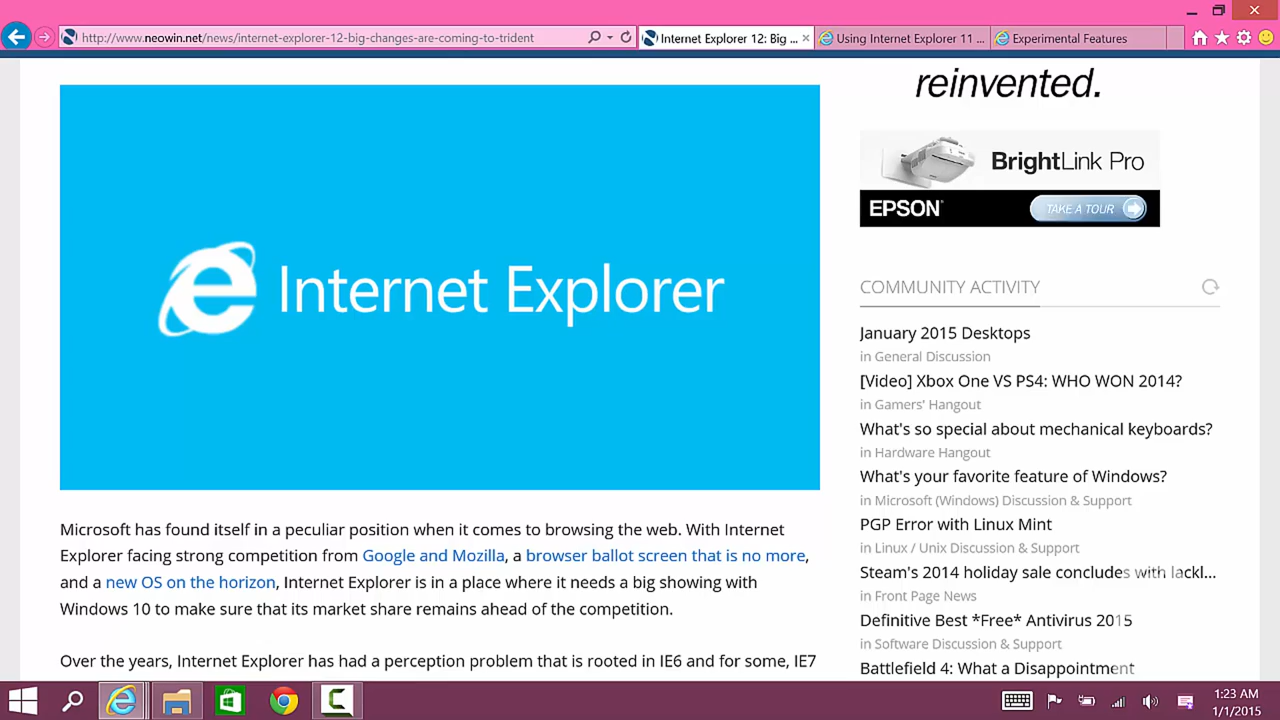 http://www.neowin.net/news/internet-explorer-12-big-changes-are-coming-to-trident
Internet Explorer 12: Big ...
Using Internet Explorer 11 ...
Experimental Features
reinvented.
BrightLink Pro
EPSON
TAKE A TOUR
Internet Explorer
COMMUNITY ACTIVITY
January 2015 Desktops
in General Discussion
[Video] Xbox One VS PS4: WHO WON 2014?
in Gamers' Hangout
What's so special about mechanical keyboards?
in Hardware Hangout
What's your favorite feature of Windows?
in Microsoft (Windows) Discussion & Support
PGP Error with Linux Mint
in Linux / Unix Discussion & Support
Steam's 2014 holiday sale concludes with lackl...
in Front Page News
Definitive Best *Free* Antivirus 2015
in Software Discussion & Support
Battlefield 4: What a Disappointment
Microsoft has found itself in a peculiar position when it comes to browsing the web. With Internet
Explorer facing strong competition from Google and Mozilla, a browser ballot screen that is no more,
and a new OS on the horizon, Internet Explorer is in a place where it needs a big showing with
Windows 10 to make sure that its market share remains ahead of the competition.
Over the years, Internet Explorer has had a perception problem that is rooted in IE6 and for some, IE7
1:23 AM
1/1/2015